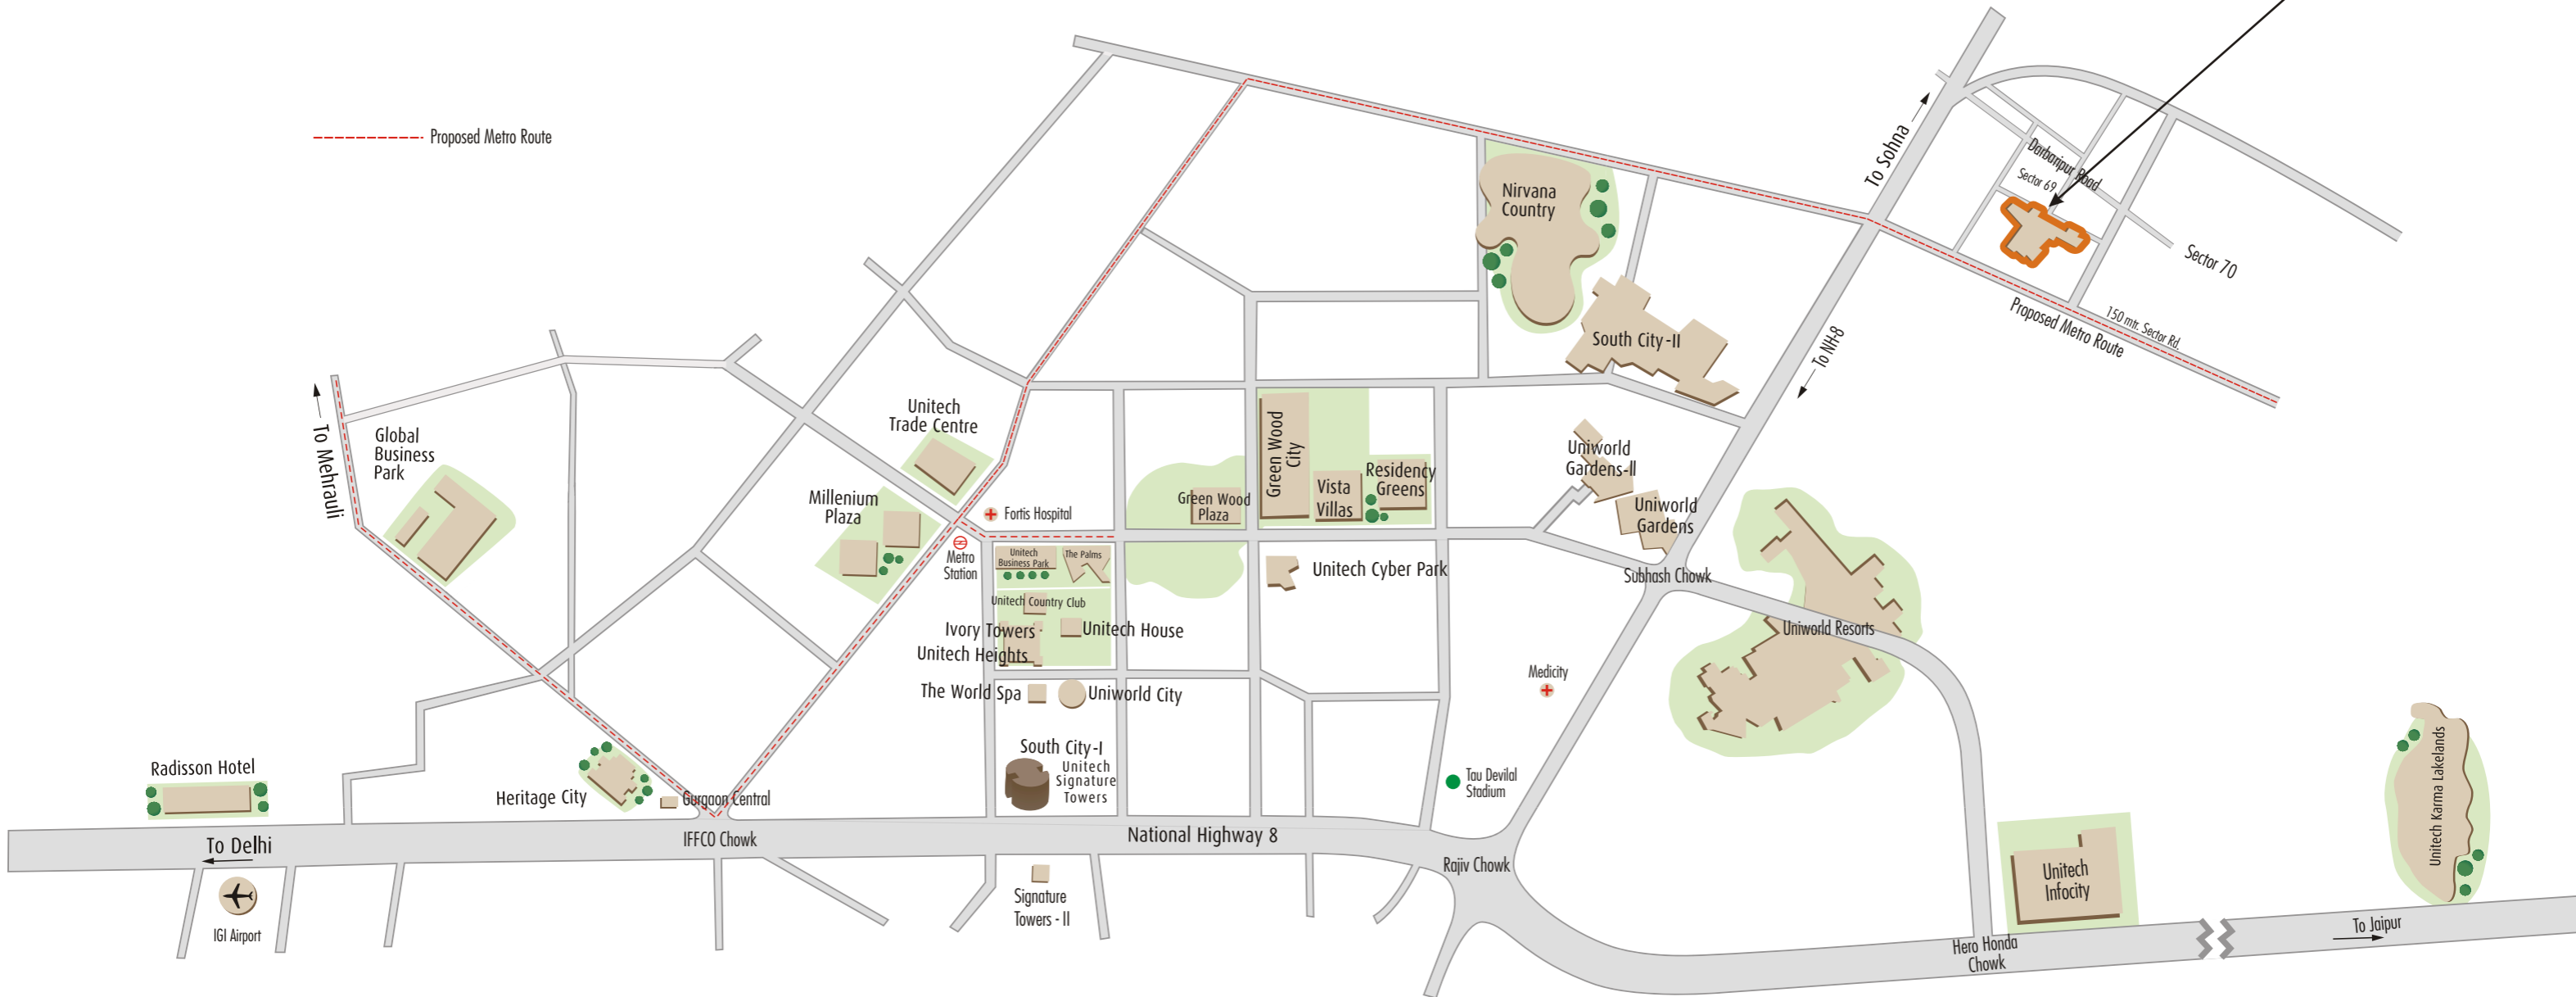 Proposed Metro Route
To Sohna
Darbaripur Road
Sector 69
Sector 70
150 mtr. Sector Rd.
Proposed Metro Route
To NH-8
Nirvana
Country
South City-II
To Mehrauli
Global
Business
Park
Unitech
Trade Centre
Millenium
Plaza
Fortis Hospital
Metro
Station
Green Wood
City
Green Wood
Plaza
Vista
Villas
Residency
Greens
Uniworld
Gardens-II
Uniworld
Gardens
Unitech
Business Park
The Palms
Unitech Cyber Park
Subhash Chowk
Unitech Country Club
Ivory Towers
Unitech House
Unitech Heights
Uniworld Resorts
The World Spa
Uniworld City
Medicity
South City-I
Unitech
Signature
Towers
Tau Devilal
Stadium
Radisson Hotel
Heritage City
Gurgaon Central
Unitech Karma Lakelands
To Delhi
IFFCO Chowk
National Highway 8
Rajiv Chowk
Unitech
Infocity
IGI Airport
Signature
Towers - II
Hero Honda
Chowk
To Jaipur